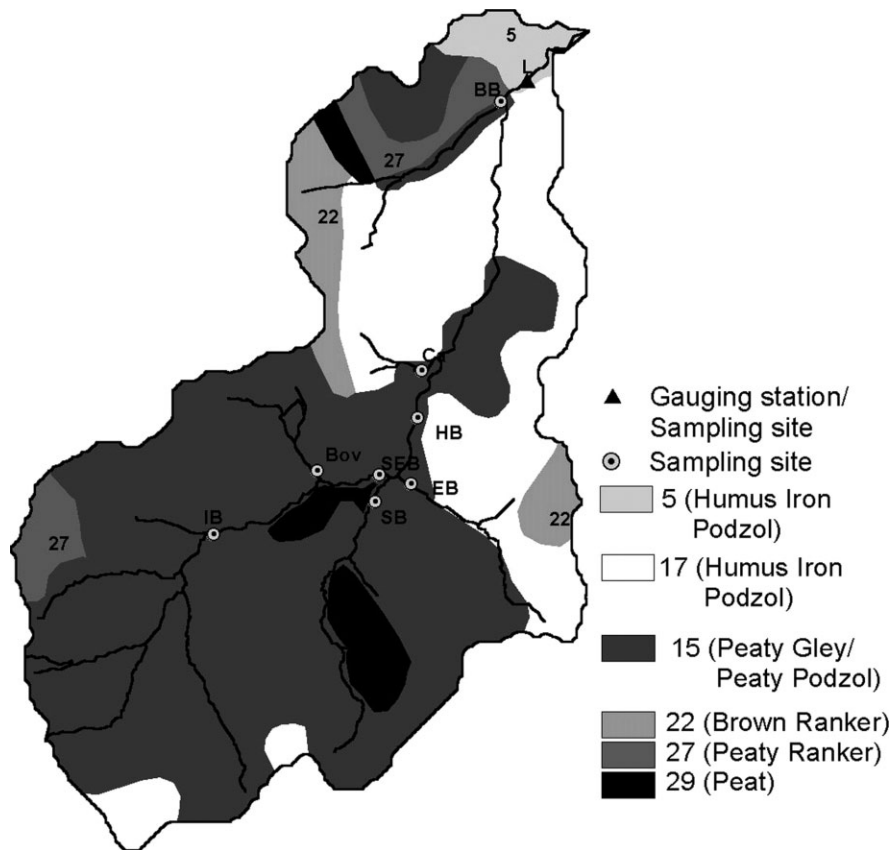 5
L
BB
27
22
Ca
HB
Bov
SEB
EB
SB
IB
27
22
Gauging station/
Sampling site
Sampling site
5 (Humus Iron
Podzol)
17 (Humus Iron
Podzol)
15 (Peaty Gley/
Peaty Podzol)
22 (Brown Ranker)
27 (Peaty Ranker)
29 (Peat)